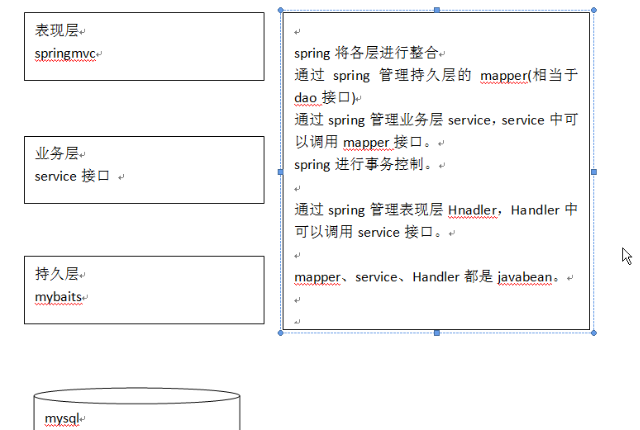 表现层
springmvc
业务层
service 接口
持久层
mybaits
mysql
spring 将各层进行整合
通过 spring 管理持久层的 mapper(相当于
dao 接口)
通过 spring 管理业务层 service，service 中可
以调用 mapper 接口。
spring 进行事务控制。
通过 spring 管理表现层 Hnadler，Handler 中
可以调用 service 接口。
mapper、service、Handler 都是 javabean。